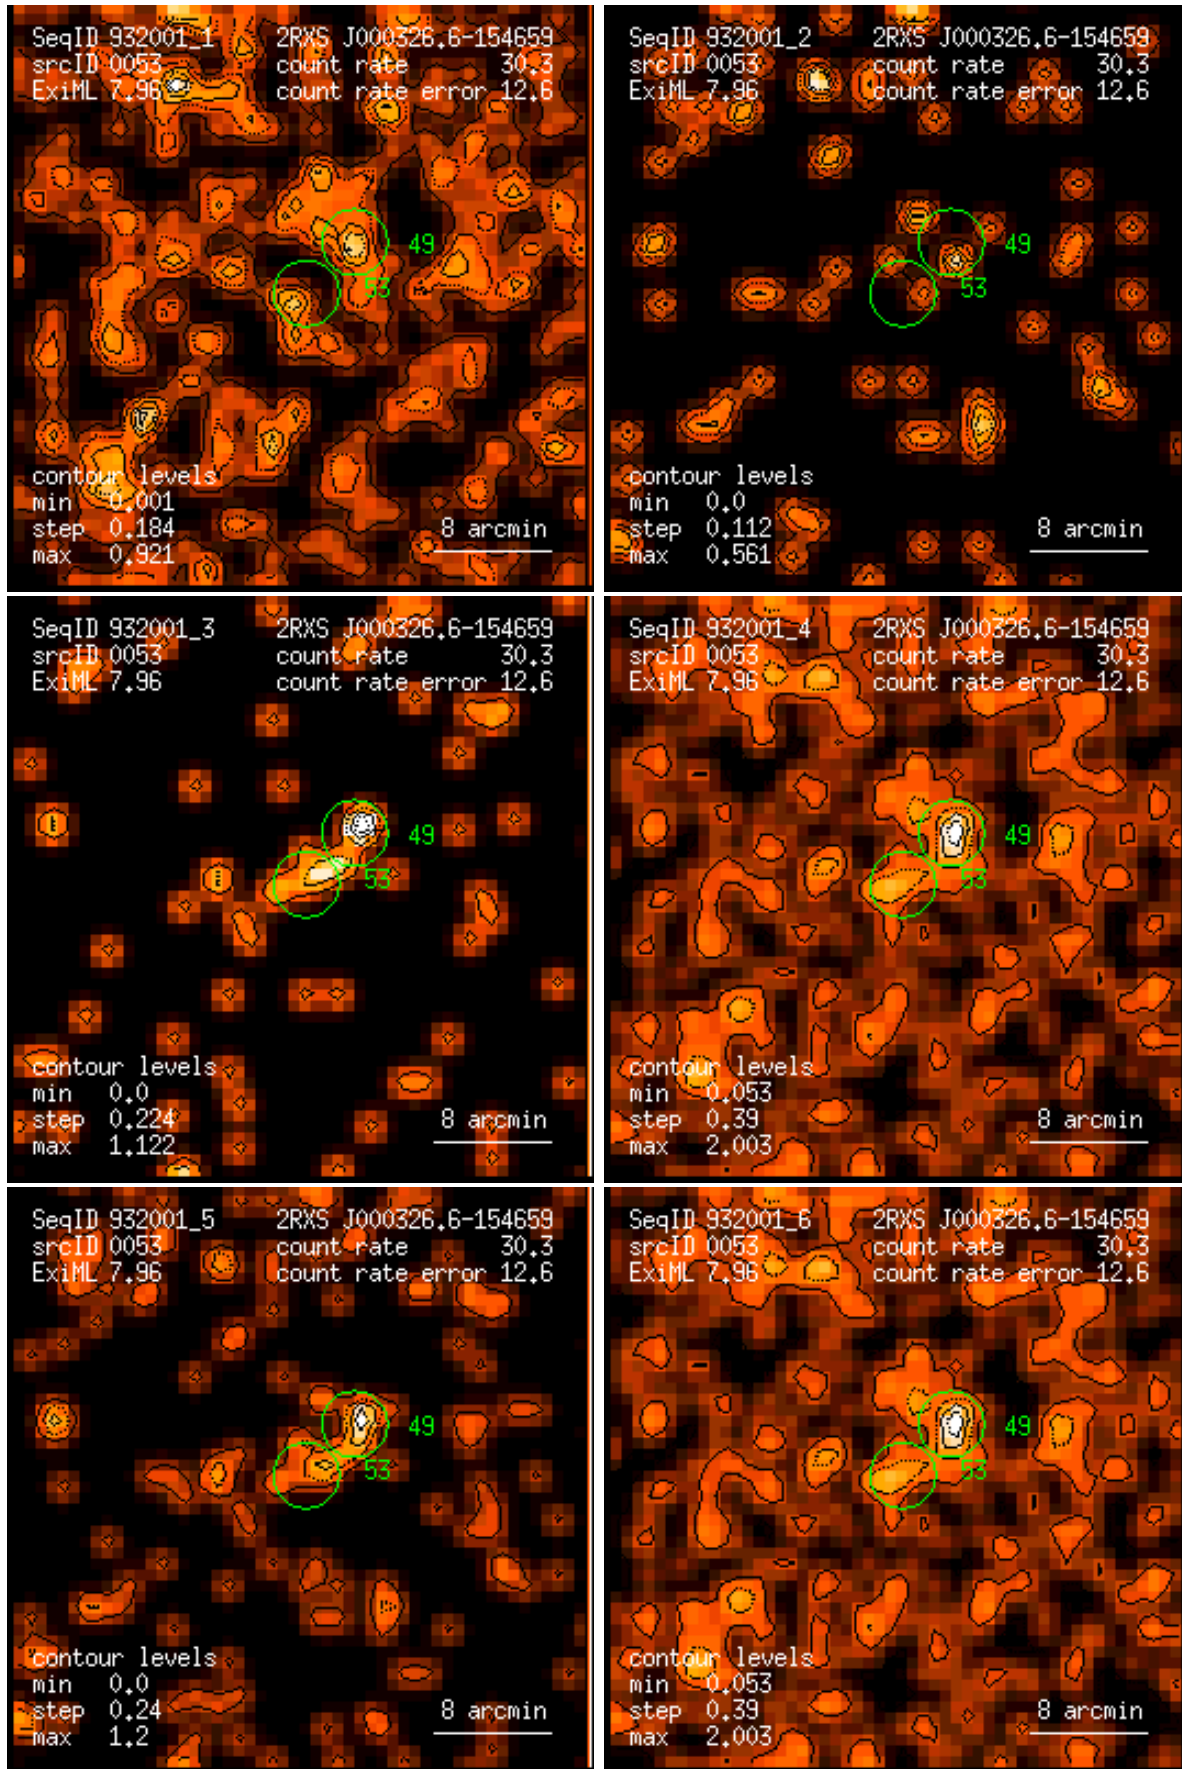 SeqID 932001_1 2RXS J000326.6-154659
srcID 0053 count rate 30.3
ExiML 7.96 count rate error 12.6
49
53
contour levels
min 0.001
step 0.184 8 arcmin
max 0.921
SeqID 932001_2 2RXS J000326.6-154659
srcID 0053 count rate 30.3
ExiML 7.96 count rate error 12.6
49
53
contour levels
min 0.0
step 0.112 8 arcmin
max 0.561
SeqID 932001_3 2RXS J000326.6-154659
srcID 0053 count rate 30.3
ExiML 7.96 count rate error 12.6
49
53
contour levels
min 0.0
step 0.224 8 arcmin
max 1.122
SeqID 932001_4 2RXS J000326.6-154659
srcID 0053 count rate 30.3
ExiML 7.96 count rate error 12.6
49
53
contour levels
min 0.053
step 0.39 8 arcmin
max 2.003
SeqID 932001_5 2RXS J000326.6-154659
srcID 0053 count rate 30.3
ExiML 7.96 count rate error 12.6
49
53
contour levels
min 0.0
step 0.24 8 arcmin
max 1.2
SeqID 932001_6 2RXS J000326.6-154659
srcID 0053 count rate 30.3
ExiML 7.96 count rate error 12.6
49
53
contour levels
min 0.053
step 0.39 8 arcmin
max 2.003